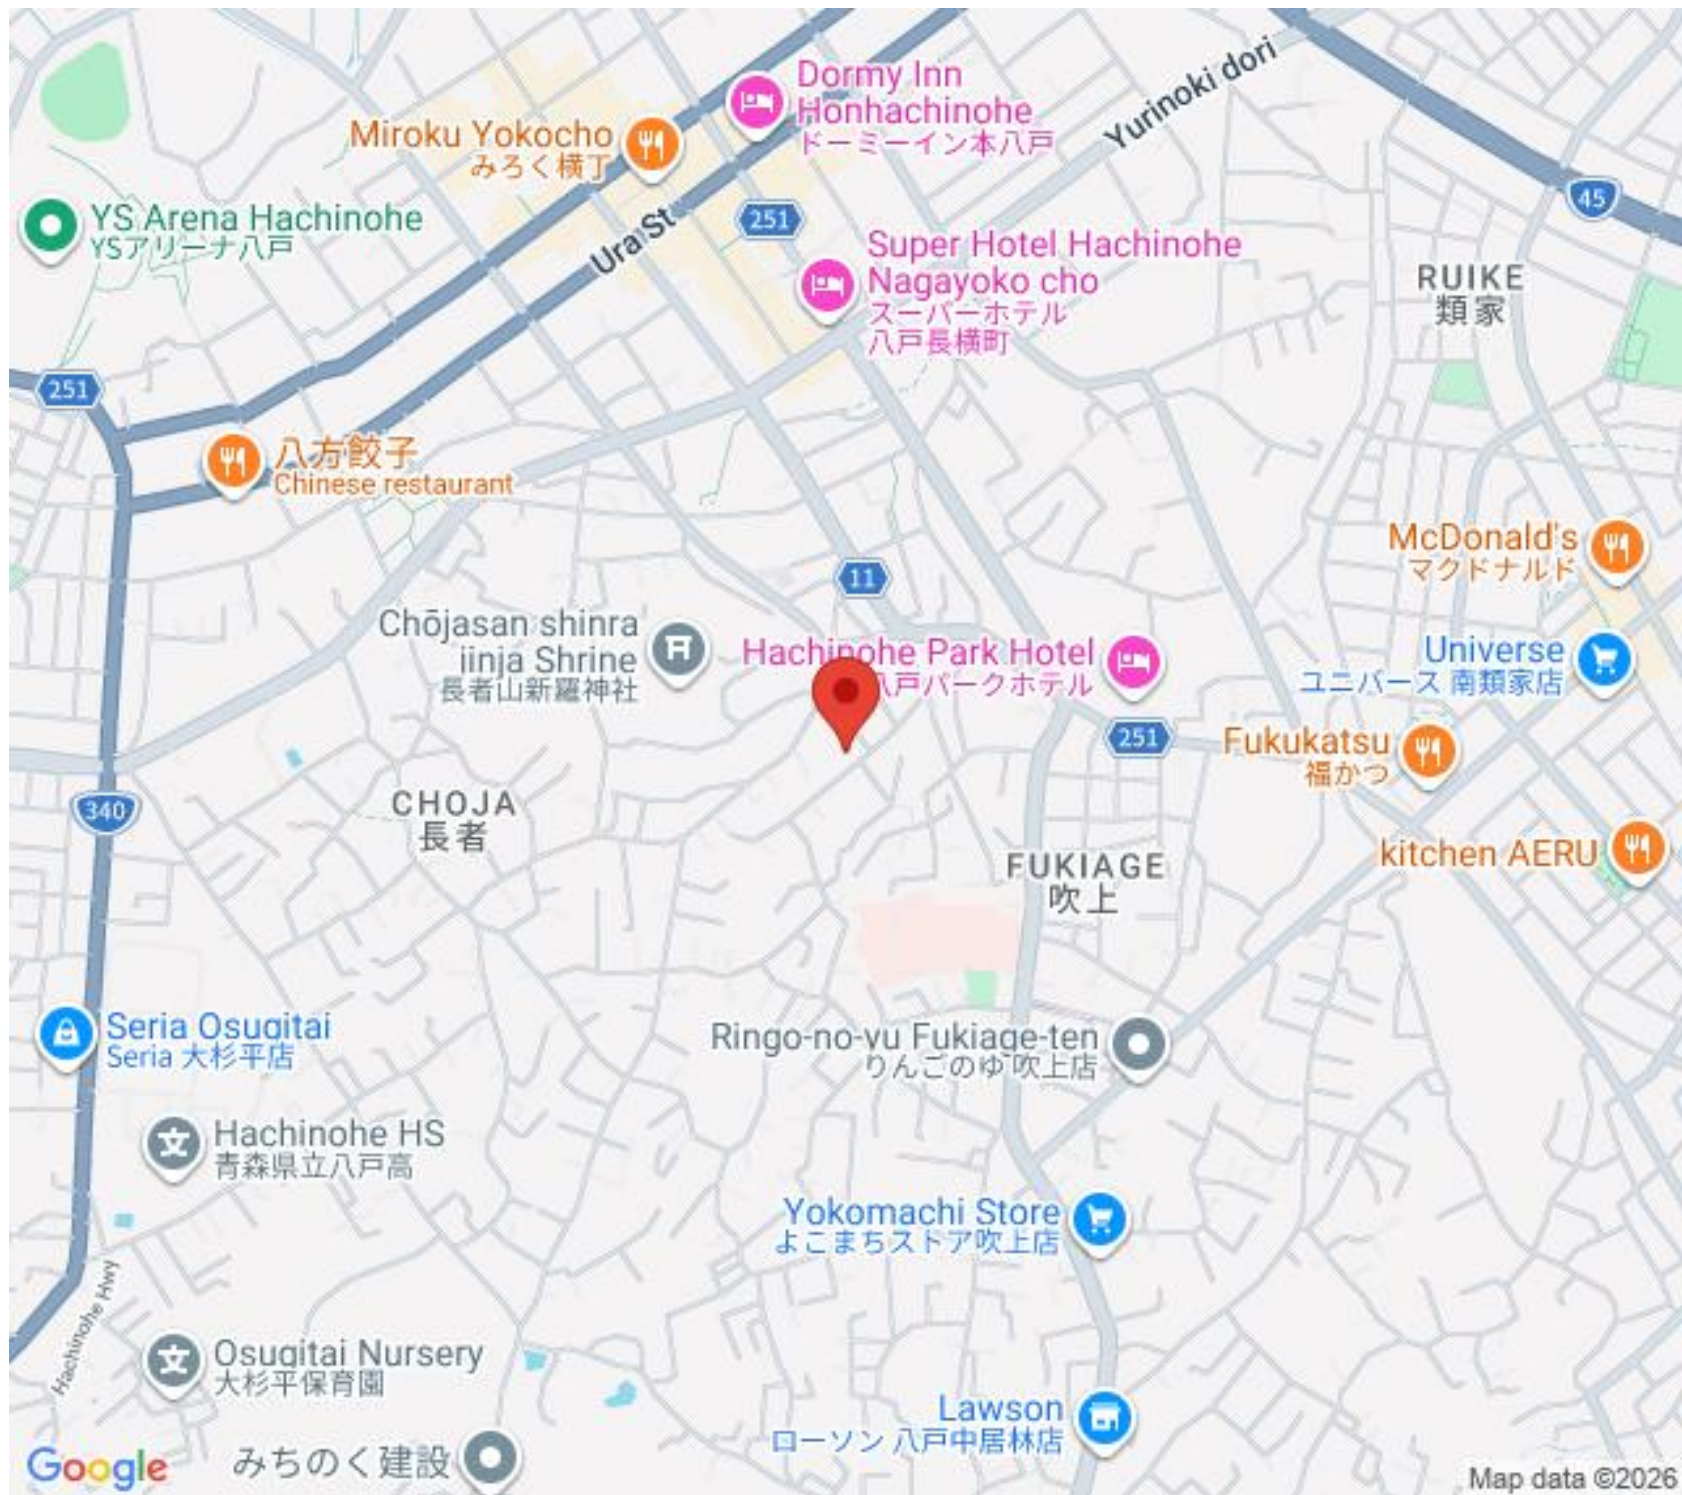 Dormy Inn
Honhachinohe
ドーミーイン本八戸
Yurinoki dori
Miroku Yokocho
みろく横丁
45
YS Arena Hachinohe
YSアリーナ八戸
251
Ura St
Super Hotel Hachinohe
Nagayoko cho
スーパーホテル
八戸長横町
RUIKE
類家
251
八方餃子
Chinese restaurant
McDonald's
マクドナルド
11
Chōjasan shinra
jinja Shrine
長者山新羅神社
Hachinohe Park Hotel
八戸パークホテル
Universe
ユニバース 南類家店
251
Fukukatsu
福かつ
340
CHOJA
長者
FUKIAGE
吹上
kitchen AERU
Seria Osugitai
Seria 大杉平店
Ringo-no-yu Fukiage-ten
りんごのゆ 吹上店
Hachinohe HS
青森県立八戸高
Yokomachi Store
よこまちストア吹上店
Hachinohe Hwy
Osugitai Nursery
大杉平保育園
Lawson
ローソン 八戸中居林店
Google
みちのく建設
Map data ©2026